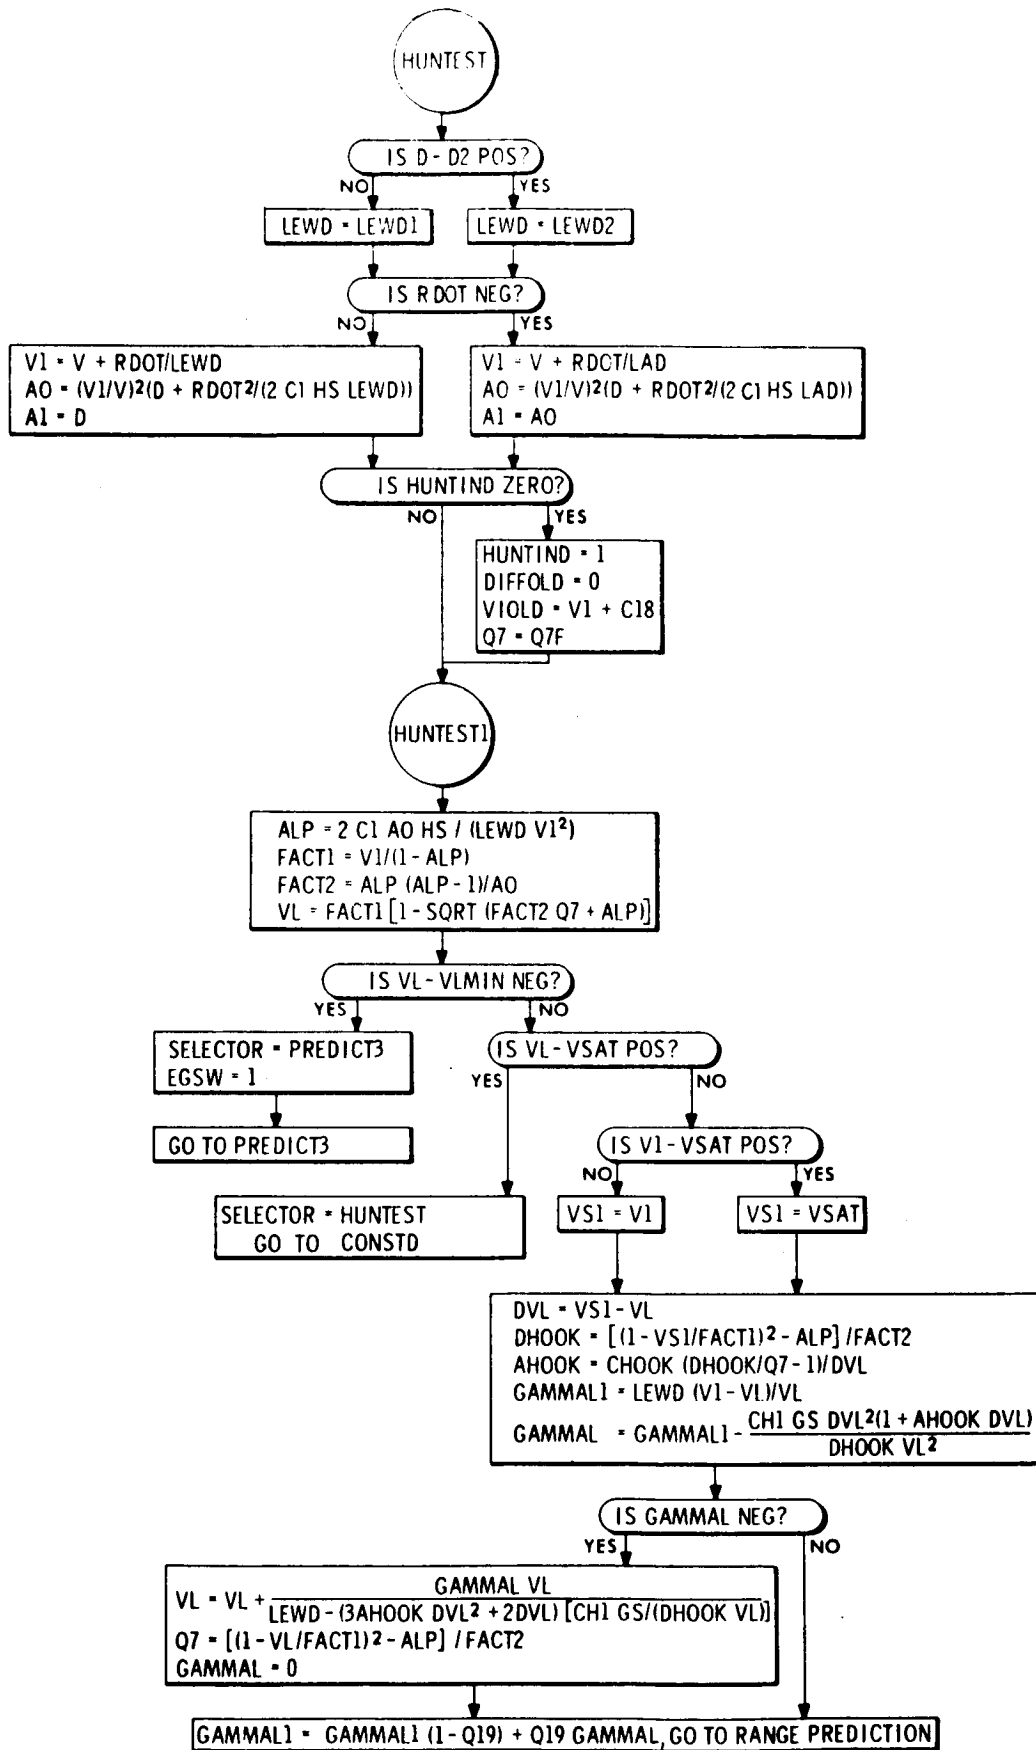 HUNTEST
IS D - D2 POS?
NO
YES
LEWD = LEWD1
LEWD = LEWD2
IS RDOT NEG?
NO
YES
V1 = V + RDOT/LEWD
A0 = (V1/V)²(D + RDOT²/(2 C1 HS LEWD))
A1 = D
V1 = V + RDOT/LAD
A0 = (V1/V)²(D + RDOT²/(2 C1 HS LAD))
A1 = A0
IS HUNTIND ZERO?
NO
YES
HUNTIND = 1
DIFFOLD = 0
V1OLD = V1 + C18
Q7 = Q7F
HUNTEST1
ALP = 2 C1 A0 HS / (LEWD V1²)
FACT1 = V1/(1 - ALP)
FACT2 = ALP (ALP - 1)/A0
VL = FACT1 [1 - SQRT (FACT2 Q7 + ALP)]
IS VL - VLMIN NEG?
YES
NO
SELECTOR = PREDICT3
EGSW = 1
GO TO PREDICT3
IS VL - VSAT POS?
YES
NO
SELECTOR = HUNTEST
GO TO CONSTD
IS V1 - VSAT POS?
NO
YES
VS1 = V1
VS1 = VSAT
DVL = VS1 - VL
DHOOK = [(1 - VS1/FACT1)² - ALP] /FACT2
AHOOK = CHOOK (DHOOK/Q7 - 1)/DVL
GAMMAL1 = LEWD (V1 - VL)/VL
GAMMAL = GAMMAL1 - CH1 GS DVL²(1 + AHOOK DVL)
DHOOK VL²
IS GAMMAL NEG?
YES
NO
VL = VL + GAMMAL VL
LEWD - (3AHOOK DVL² + 2DVL) [CH1 GS/(DHOOK VL)]
Q7 = [(1 - VL/FACT1)² - ALP] /FACT2
GAMMAL = 0
GAMMAL1 = GAMMAL1 (1 - Q19) + Q19 GAMMAL, GO TO RANGE PREDICTION